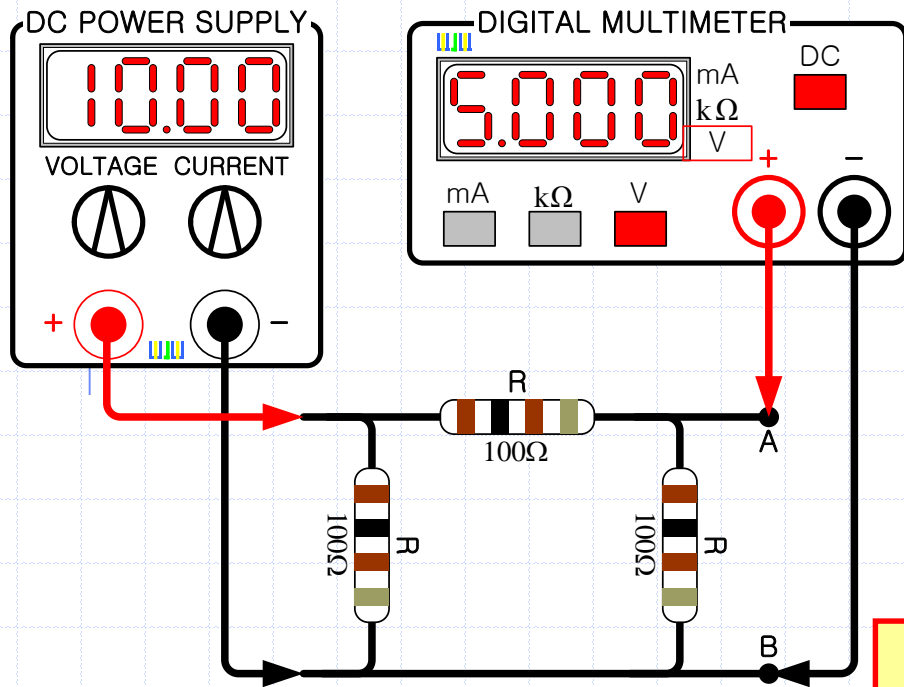 DC POWER SUPPLY
10.00
VOLTAGE CURRENT
+ −
DIGITAL MULTIMETER
5.000
mA
kΩ
V
DC
mA kΩ V
+ −
R
100Ω
A
100Ω R
100Ω R
B